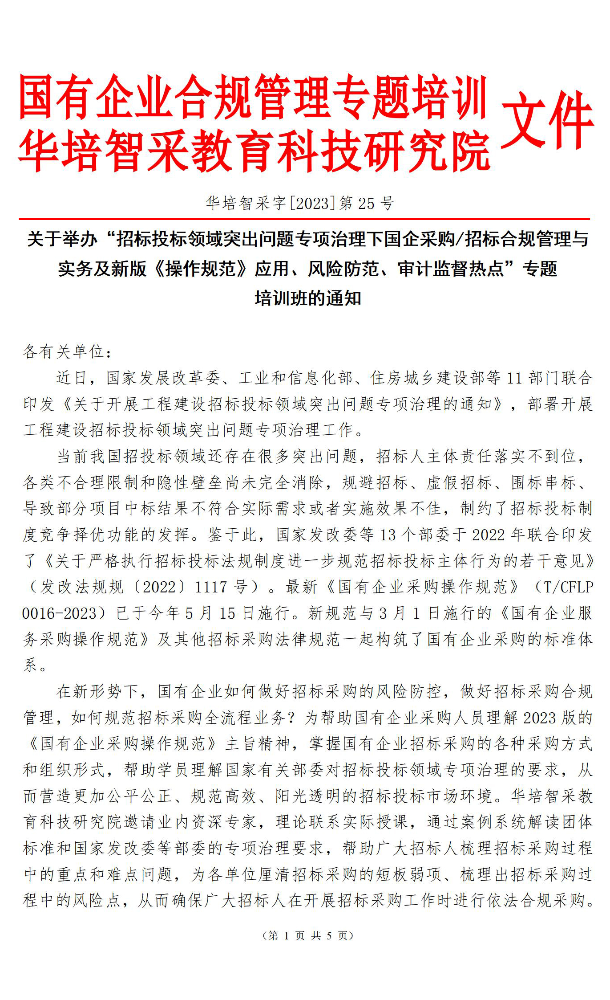 国有企业合规管理专题培训
华培智采教育科技研究院
文件
华培智采字[2023]第 25 号
关于举办“招标投标领域突出问题专项治理下国企采购/招标合规管理与
实务及新版《操作规范》应用、风险防范、审计监督热点”专题
培训班的通知
各有关单位：
近日，国家发展改革委、工业和信息化部、住房城乡建设部等 11 部门联合
印发《关于开展工程建设招标投标领域突出问题专项治理的通知》，部署开展
工程建设招标投标领域突出问题专项治理工作。
当前我国招投标领域还存在很多突出问题，招标人主体责任落实不到位，
各类不合理限制和隐性壁垒尚未完全消除，规避招标、虚假招标、围标串标、
导致部分项目中标结果不符合实际需求或者实施效果不佳，制约了招标投标制
度竞争择优功能的发挥。鉴于此，国家发改委等 13 个部委于 2022 年联合印发
了《关于严格执行招标投标法规制度进一步规范招标投标主体行为的若干意见》
（发改法规规〔2022〕1117 号）。最新《国有企业采购操作规范》（T/CFLP
0016-2023）已于今年 5 月 15 日施行。新规范与 3 月 1 日施行的《国有企业服
务采购操作规范》及其他招标采购法律规范一起构筑了国有企业采购的标准体
系。
在新形势下，国有企业如何做好招标采购的风险防控，做好招标采购合规
管理，如何规范招标采购全流程业务？为帮助国有企业采购人员理解 2023 版的
《国有企业采购操作规范》主旨精神，掌握国有企业招标采购的各种采购方式
和组织形式，帮助学员理解国家有关部委对招标投标领域专项治理的要求，从
而营造更加公平公正、规范高效、阳光透明的招标投标市场环境。华培智采教
育科技研究院邀请业内资深专家，理论联系实际授课，通过案例系统解读团体
标准和国家发改委等部委的专项治理要求，帮助广大招标人梳理招标采购过程
中的重点和难点问题，为各单位厘清招标采购的短板弱项、梳理出招标采购过
程中的风险点，从而确保广大招标人在开展招标采购工作时进行依法合规采购。
（第 1 页 共 5 页）